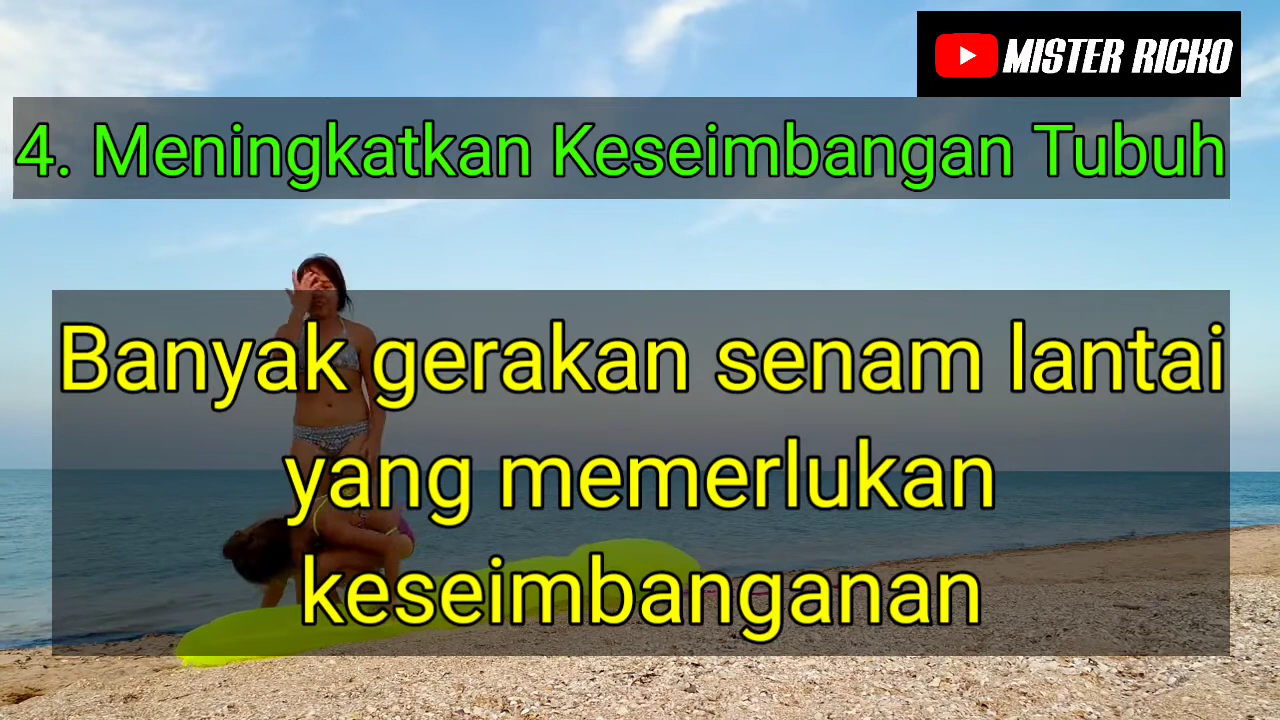 MISTER RICKO
4. Meningkatkan Keseimbangan Tubuh
Banyak gerakan senam lantai
yang memerlukan
keseimbanganan